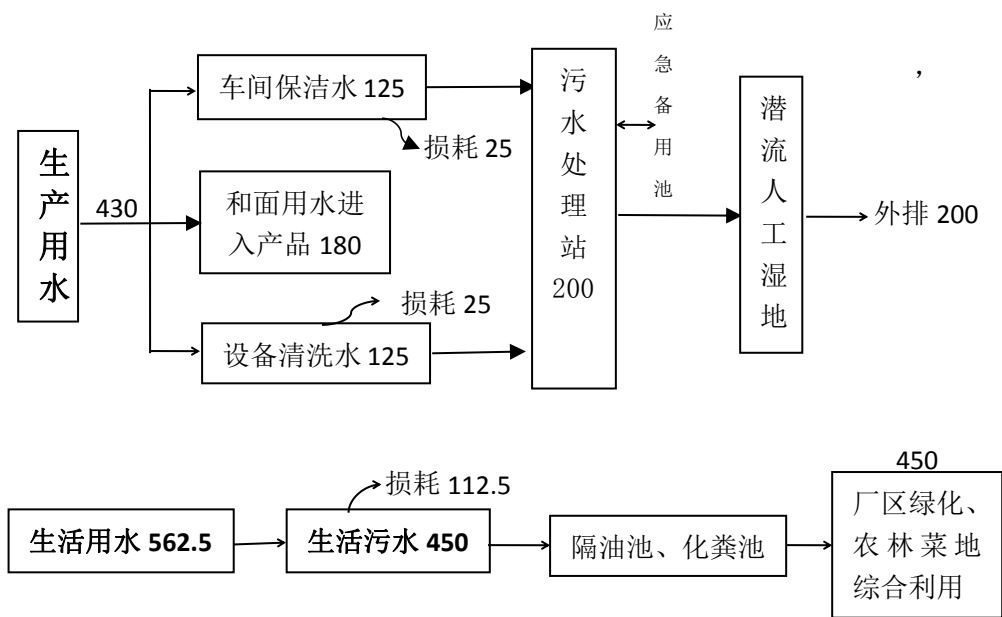 生产用水
430
车间保洁水 125
损耗 25
和面用水进
入产品 180
损耗 25
设备清洗水 125
污水处理站
200
应急备用池
潜流人工湿地
外排 200
，
生活用水 562.5
损耗 112.5
生活污水 450
隔油池、化粪池
450
厂区绿化、
农林菜地
综合利用